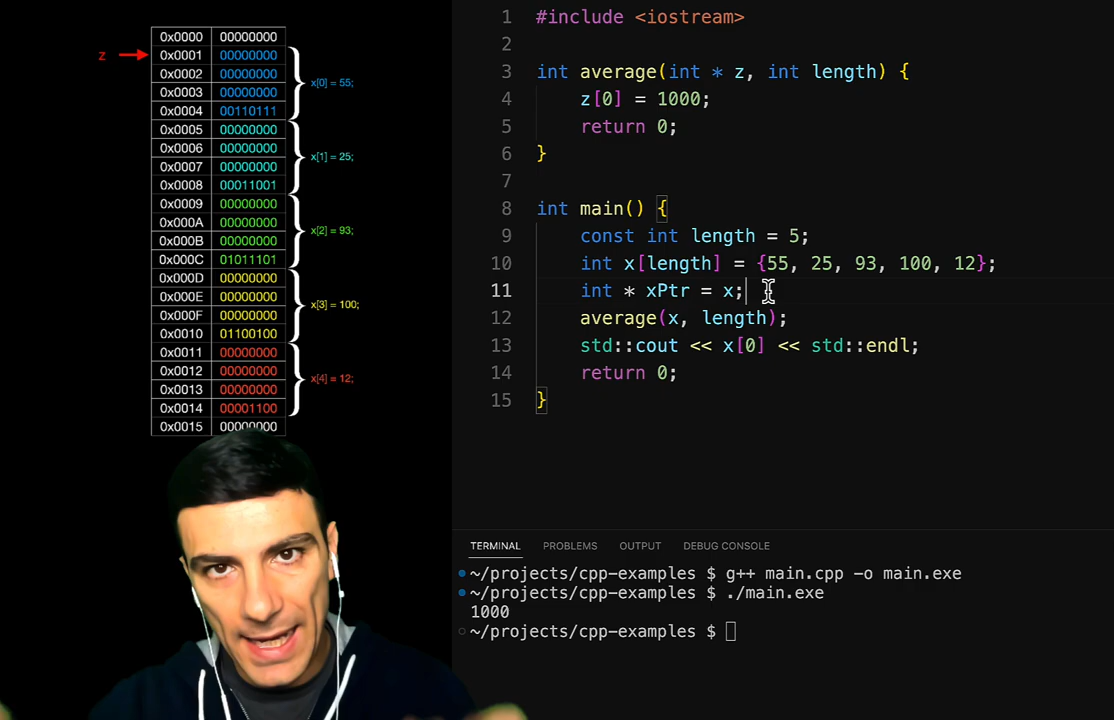 0x0000 00000000
z 0x0001 00000000
0x0002 00000000
x[0] = 55;
0x0003 00000000
0x0004 00110111
0x0005 00000000
0x0006 00000000
x[1] = 25;
0x0007 00000000
0x0008 00011001
0x0009 00000000
0x000A 00000000
x[2] = 93;
0x000B 00000000
0x000C 01011101
0x000D 00000000
0x000E 00000000
x[3] = 100;
0x000F 00000000
0x0010 01100100
0x0011 00000000
0x0012 00000000
x[4] = 12;
0x0013 00000000
0x0014 00001100
0x0015 00000000
1 #include <iostream>
2
3 int average(int * z, int length) {
4 z[0] = 1000;
5 return 0;
6 }
7
8 int main() {
9 const int length = 5;
10 int x[length] = {55, 25, 93, 100, 12};
11 int * xPtr = x;
12 average(x, length);
13 std::cout << x[0] << std::endl;
14 return 0;
15 }
TERMINAL PROBLEMS OUTPUT DEBUG CONSOLE
~/projects/cpp-examples $ g++ main.cpp -o main.exe
~/projects/cpp-examples $ ./main.exe
1000
~/projects/cpp-examples $